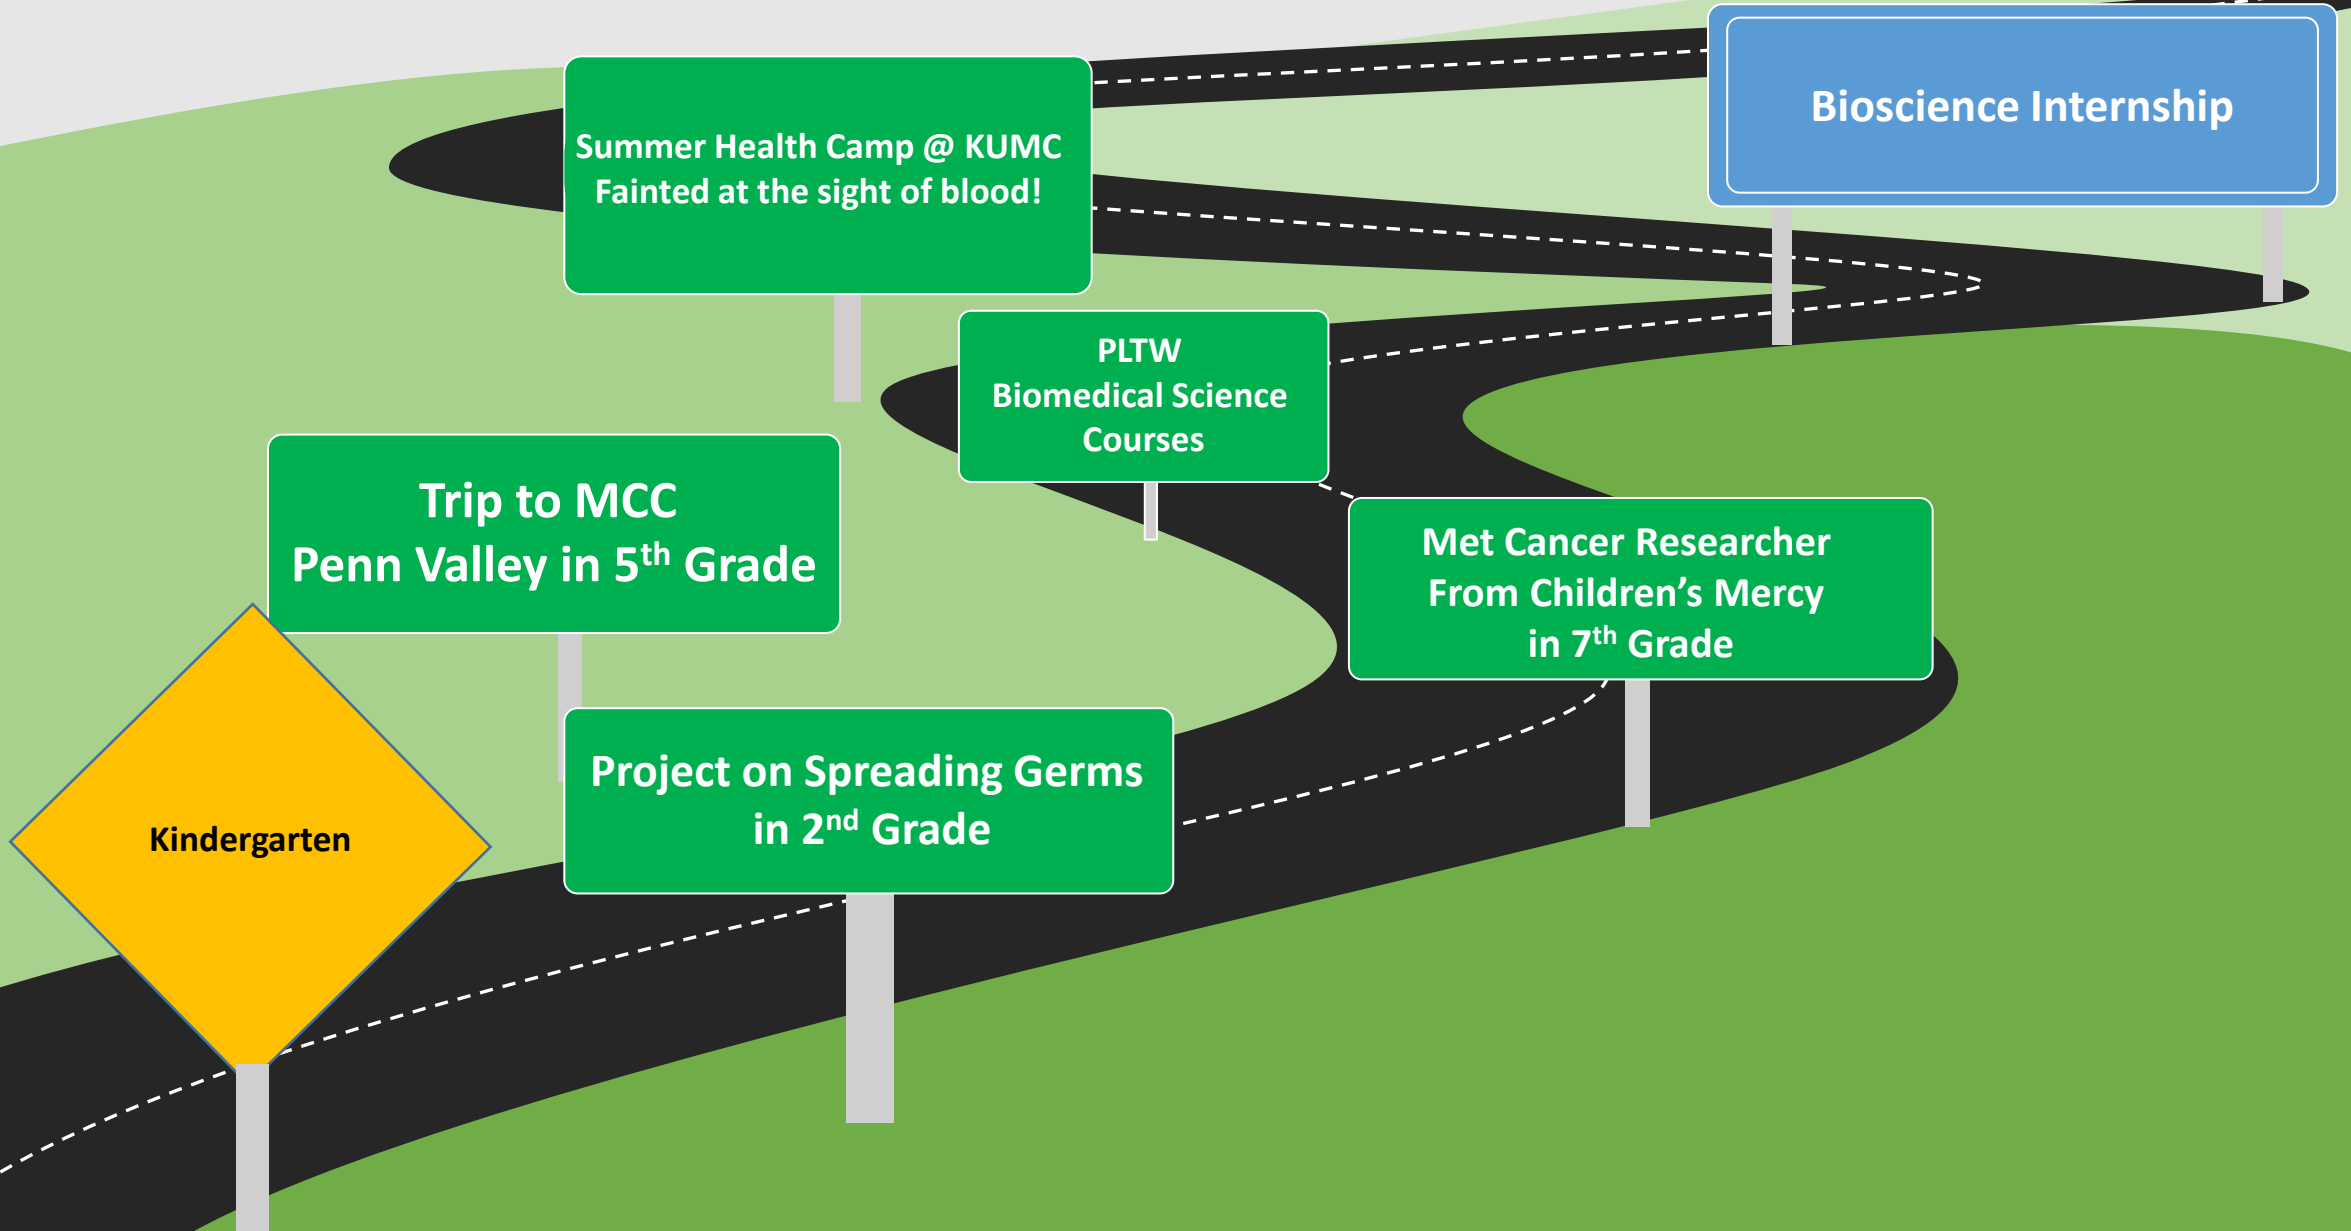 Summer Health Camp @ KUMC
Fainted at the sight of blood!
Bioscience Internship
PLTW
Biomedical Science
Courses
Trip to MCC
Penn Valley in 5th Grade
Met Cancer Researcher
From Children’s Mercy
in 7th Grade
Project on Spreading Germs
in 2nd Grade
Kindergarten